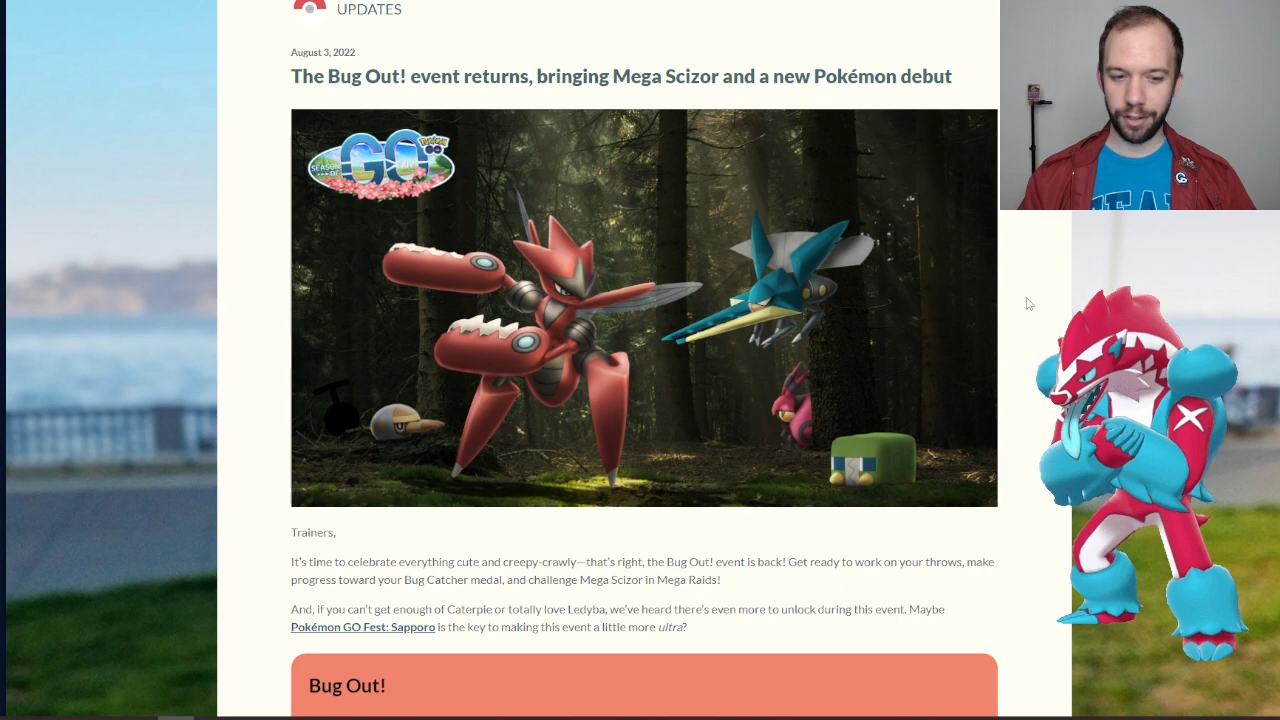 UPDATES
August 3, 2022
The Bug Out! event returns, bringing Mega Scizor and a new Pokémon debut
Pokémon
GO
SEASON
OF
GO
Trainers,
It's time to celebrate everything cute and creepy-crawly—that's right, the Bug Out! event is back! Get ready to work on your throws, make
progress toward your Bug Catcher medal, and challenge Mega Scizor in Mega Raids!
And, if you can't get enough of Caterpie or totally love Ledyba, we've heard there's even more to unlock during this event. Maybe
Pokémon GO Fest: Sapporo is the key to making this event a little more ultra?
Bug Out!